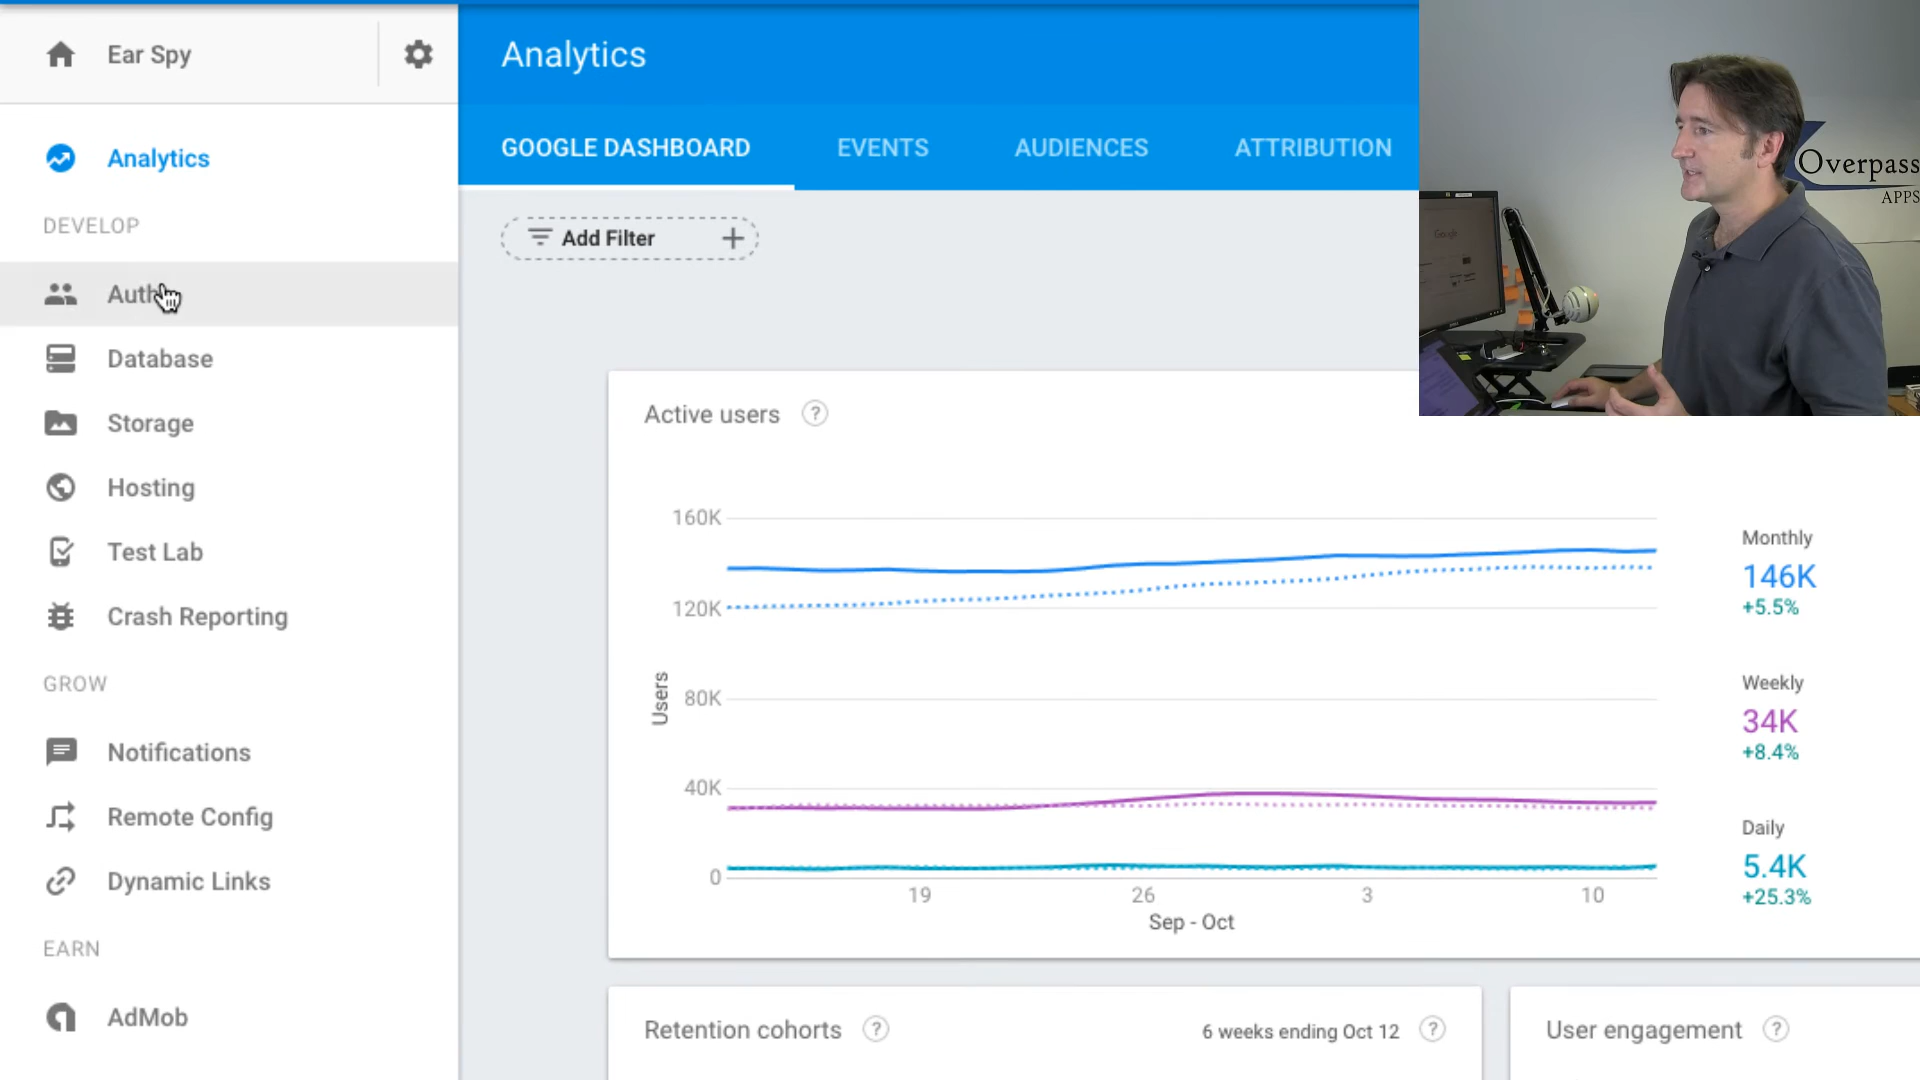 Ear Spy
Analytics
DEVELOP
Auth
Database
Storage
Hosting
Test Lab
Crash Reporting
GROW
Notifications
Remote Config
Dynamic Links
EARN
AdMob
Analytics
GOOGLE DASHBOARD
EVENTS
AUDIENCES
ATTRIBUTION
Add Filter
Active users
160K
120K
80K
40K
0
Users
19
26
3
10
Sep - Oct
Monthly
146K
+5.5%
Weekly
34K
+8.4%
Daily
5.4K
+25.3%
Retention cohorts
6 weeks ending Oct 12
User engagement
Overpass
APPS
Google